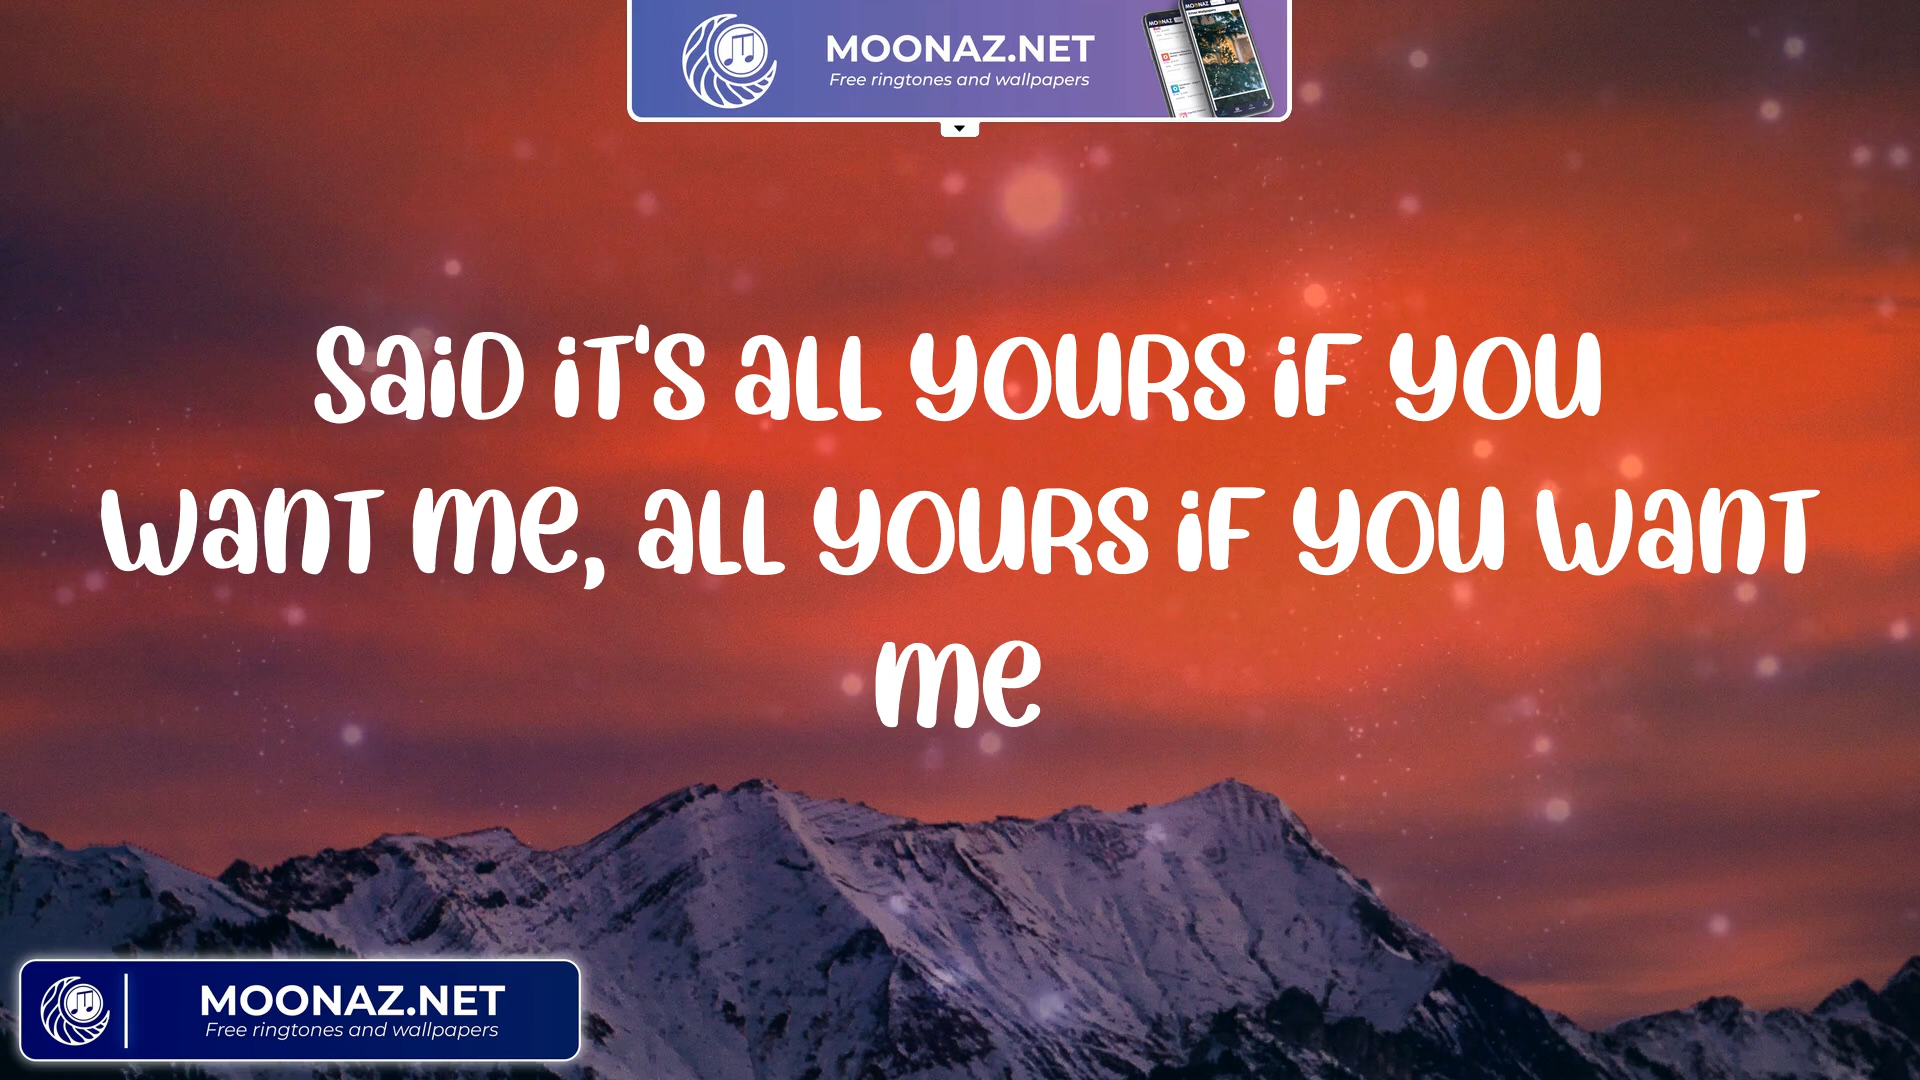 MOONAZ.NET
Free ringtones and wallpapers
Said it's all yours if you
want me, all yours if you want
me
MOONAZ.NET
Free ringtones and wallpapers